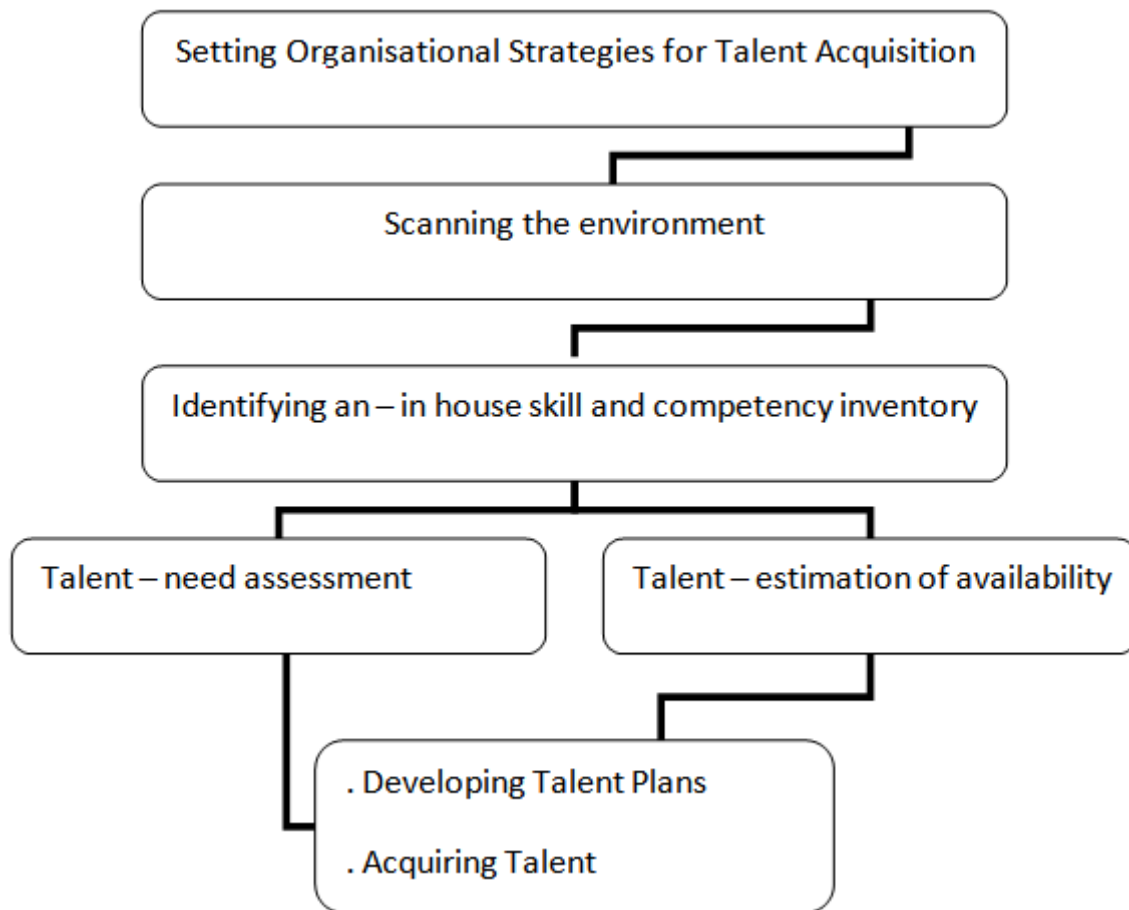 Setting Organisational Strategies for Talent Acquisition
Scanning the environment
Identifying an – in house skill and competency inventory
Talent – need assessment
Talent – estimation of availability
. Developing Talent Plans
. Acquiring Talent